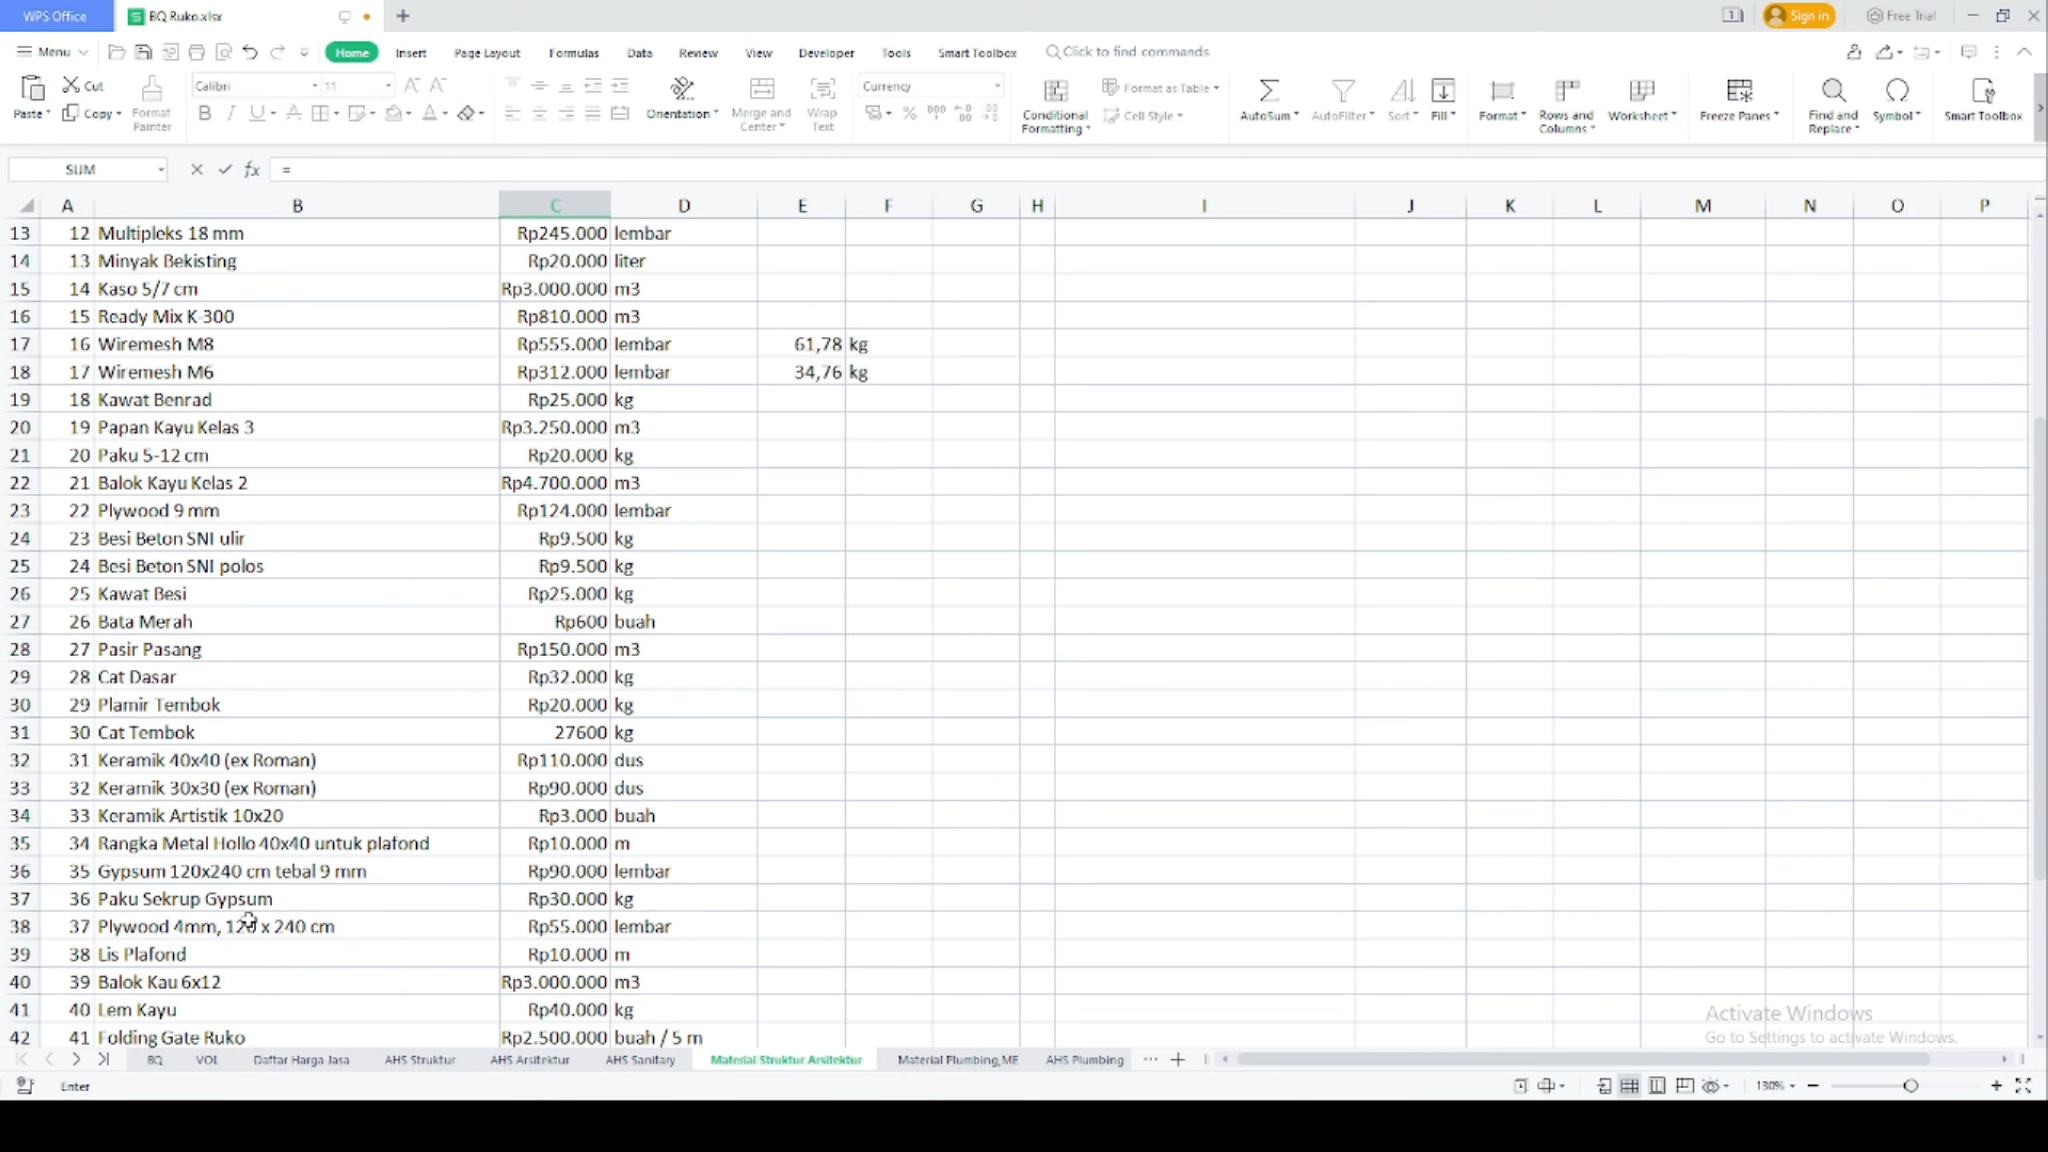 WPS Office BQ Ruko.xlsx Sign in Free Trial
Menu Home Insert Page Layout Formulas Data Review View Developer Tools Smart Toolbox Click to find commands
Paste Cut Copy Format Painter Calibri 11 Orientation Merge and Center Wrap Text Currency Conditional Formatting Format as Table Cell Style AutoSum AutoFilter Sort Fill Format Rows and Columns Worksheet Freeze Panes Find and Replace Symbol Smart Toolbox
SUM fx =
A B C D E F G H I J K L M N O P
13 12 Multipleks 18 mm Rp245.000 lembar
14 13 Minyak Bekisting Rp20.000 liter
15 14 Kaso 5/7 cm Rp3.000.000 m3
16 15 Ready Mix K-300 Rp810.000 m3
17 16 Wiremesh M8 Rp555.000 lembar 61,78 kg
18 17 Wiremesh M6 Rp312.000 lembar 34,76 kg
19 18 Kawat Benrad Rp25.000 kg
20 19 Papan Kayu Kelas 3 Rp3.250.000 m3
21 20 Paku 5-12 cm Rp20.000 kg
22 21 Balok Kayu Kelas 2 Rp4.700.000 m3
23 22 Plywood 9 mm Rp124.000 lembar
24 23 Besi Beton SNI ulir Rp9.500 kg
25 24 Besi Beton SNI polos Rp9.500 kg
26 25 Kawat Besi Rp25.000 kg
27 26 Bata Merah Rp600 buah
28 27 Pasir Pasang Rp150.000 m3
29 28 Cat Dasar Rp32.000 kg
30 29 Plamir Tembok Rp20.000 kg
31 30 Cat Tembok 27600 kg
32 31 Keramik 40x40 (ex Roman) Rp110.000 dus
33 32 Keramik 30x30 (ex Roman) Rp90.000 dus
34 33 Keramik Artistik 10x20 Rp3.000 buah
35 34 Rangka Metal Hollo 40x40 untuk plafond Rp10.000 m
36 35 Gypsum 120x240 cm tebal 9 mm Rp90.000 lembar
37 36 Paku Sekrup Gypsum Rp30.000 kg
38 37 Plywood 4mm, 120 x 240 cm Rp55.000 lembar
39 38 Lis Plafond Rp10.000 m
40 39 Balok Kau 6x12 Rp3.000.000 m3
41 40 Lem Kayu Rp40.000 kg
42 41 Folding Gate Ruko Rp2.500.000 buah / 5 m
Activate Windows
Go to Settings to activate Windows.
BQ VOL Daftar Harga Jasa AHS Struktur AHS Arsitektur AHS Sanitary Material Struktur Arsitektur Material Plumbing,ME AHS Plumbing ···
Enter 130%